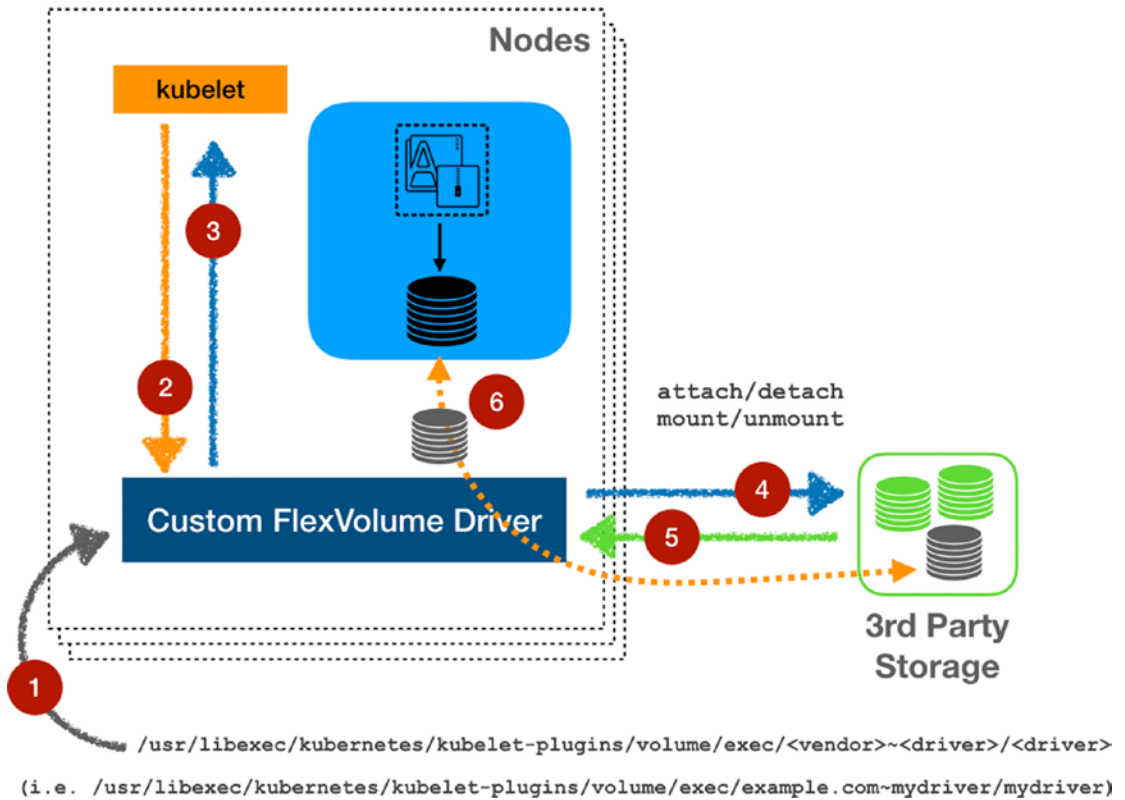 Nodes
kubelet
3
2
6
attach/detach
mount/unmount
4
Custom FlexVolume Driver
5
3rd Party
Storage
1
/usr/libexec/kubernetes/kubelet-plugins/volume/exec/<vendor>~<driver>/<driver>
(i.e. /usr/libexec/kubernetes/kubelet-plugins/volume/exec/example.com~mydriver/mydriver)